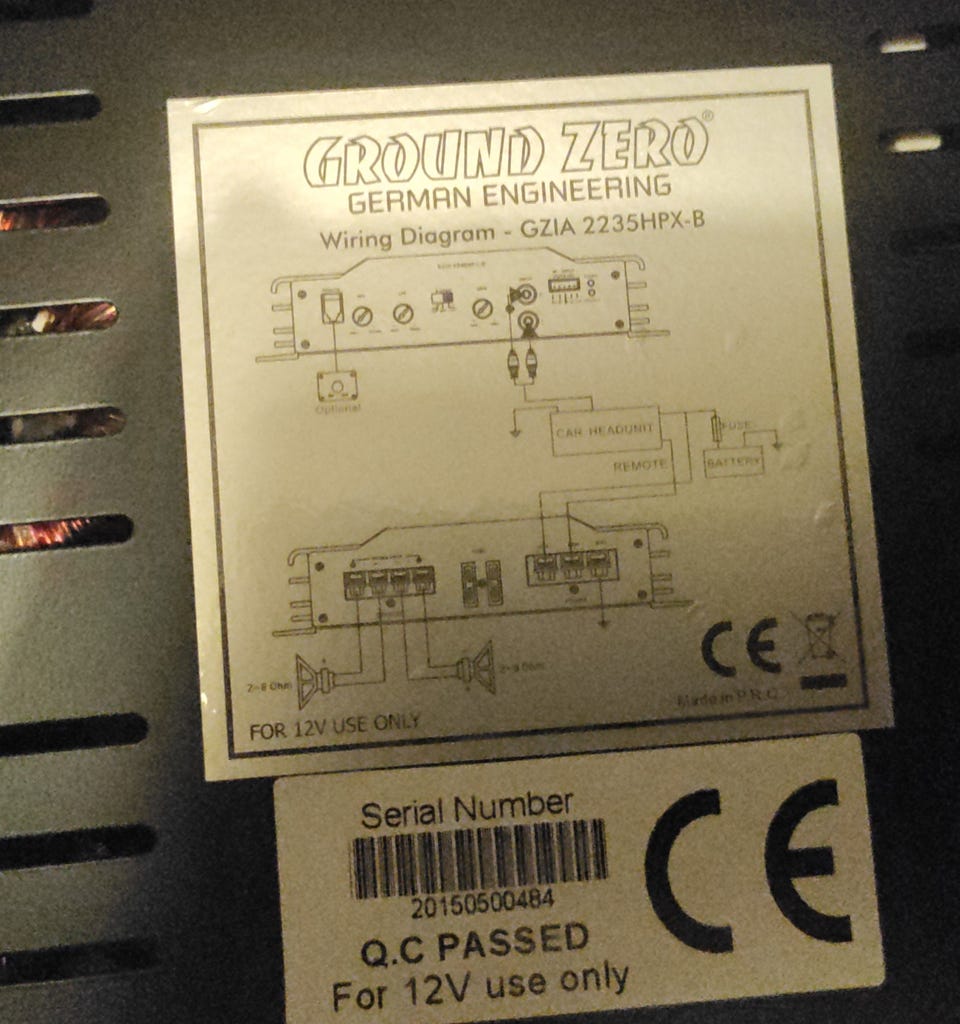 GROUND ZERO®
GERMAN ENGINEERING
Wiring Diagram - GZIA 2235HPX-B
Optional
CAR HEADUNIT
FUSE
REMOTE
BATTERY
2~8 Ohm
2~8 Ohm
CE
Made in P.R.C
FOR 12V USE ONLY
Serial Number
20150500484
Q.C PASSED
For 12V use only
CE